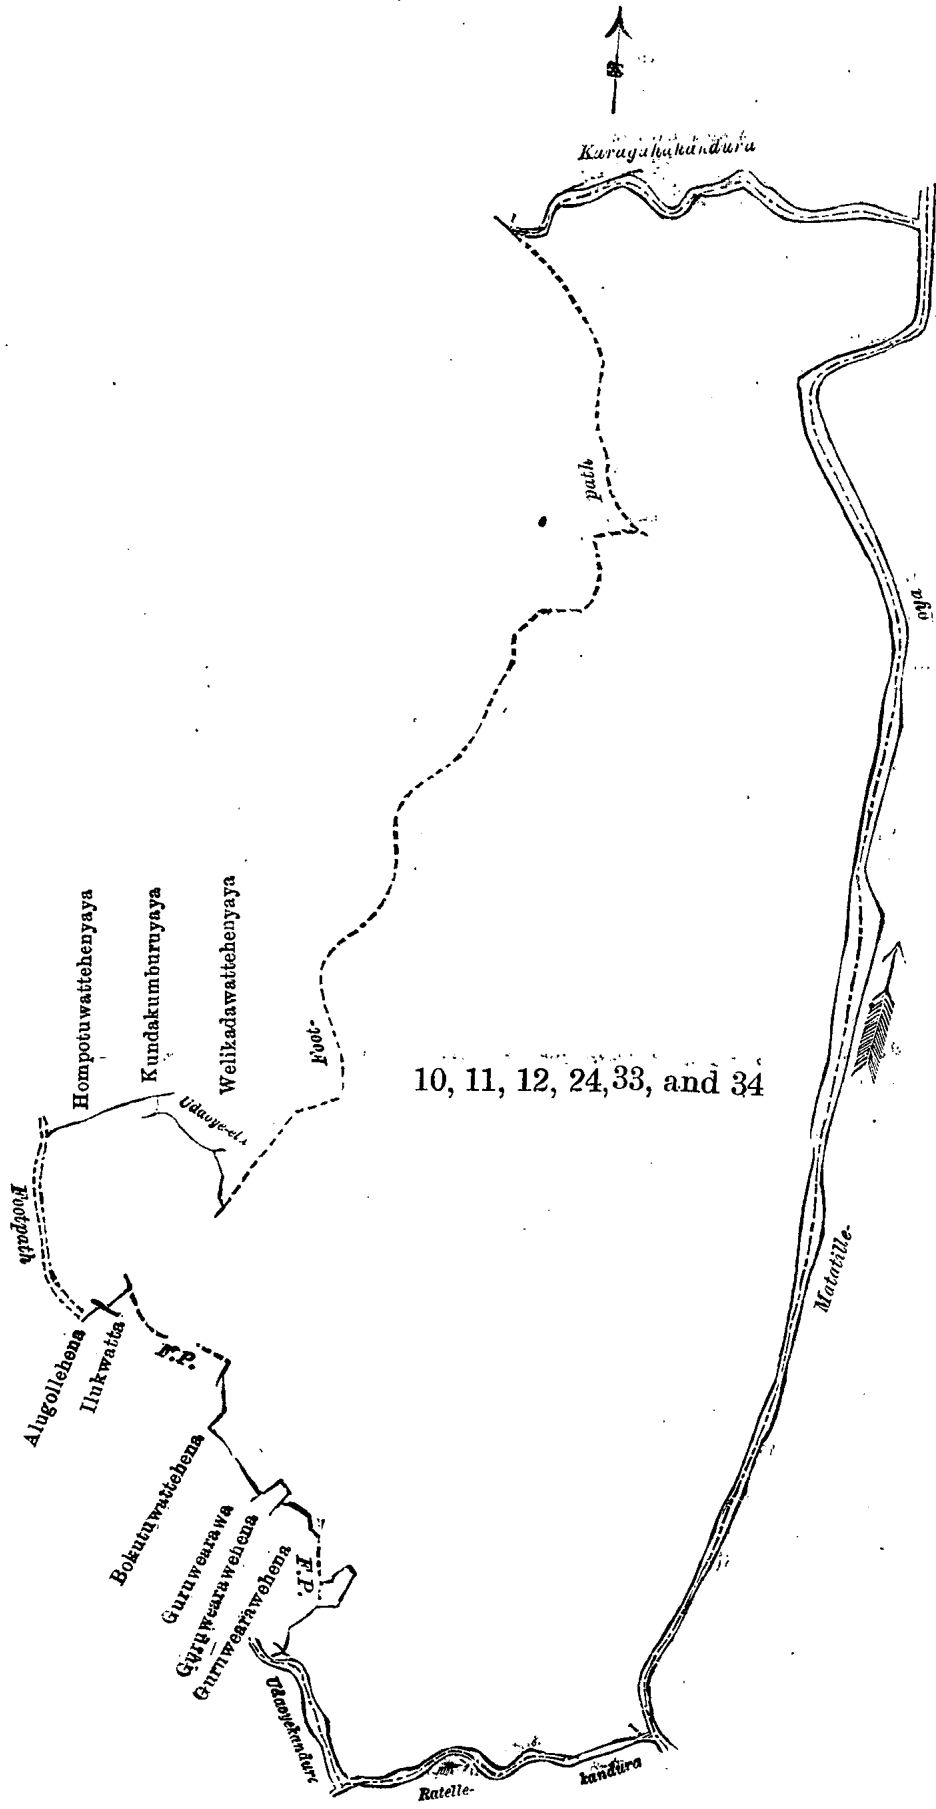 Karagahakandura
path
oya
Hompotuwattehenyaya
Kundakumburuyaya
Welikadawattehenyaya
Foot-
10, 11, 12, 24, 33, and 34
Udaoye-ela
Footpath
Matatille-
Alugollehena
Ilukwatta
F.P.
Bokutuwattehena
Guruwearawa
Guruwearawehena
Guruwearawehena
F.P.
Udaoyekandura
Ratelle-
kandura